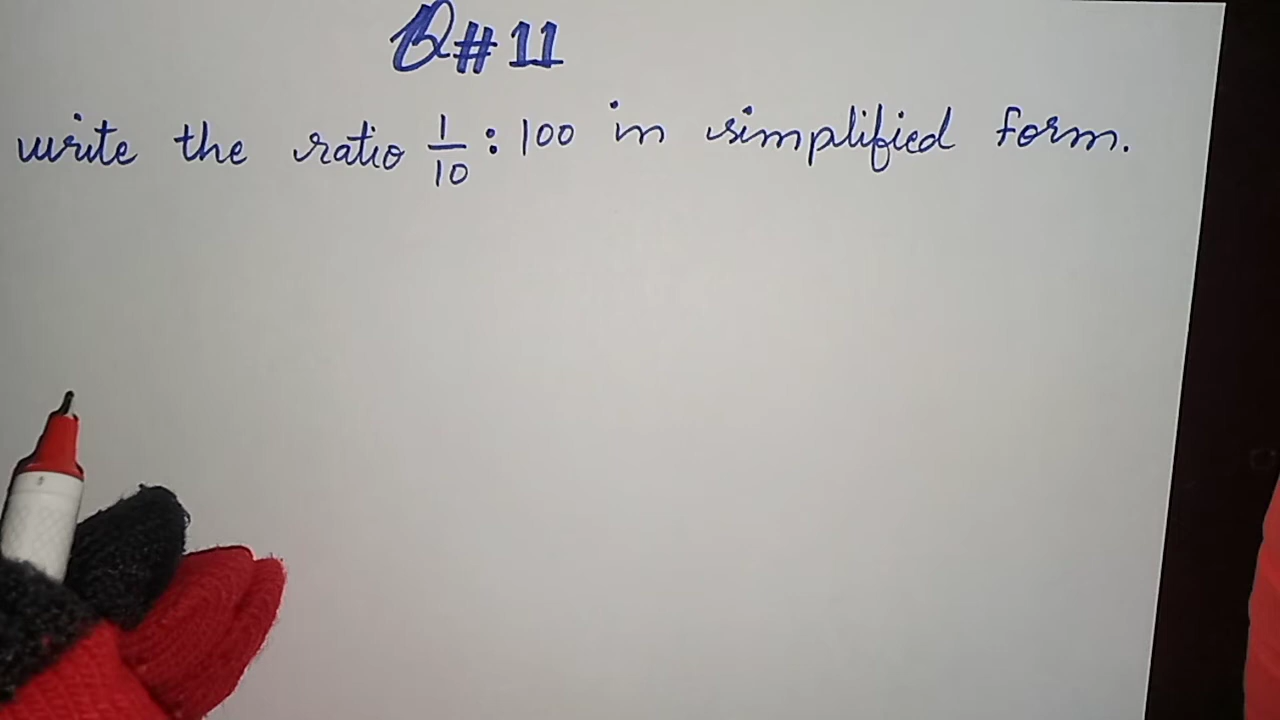 Q#11
write the ratio 1/10 : 100 in simplified form.